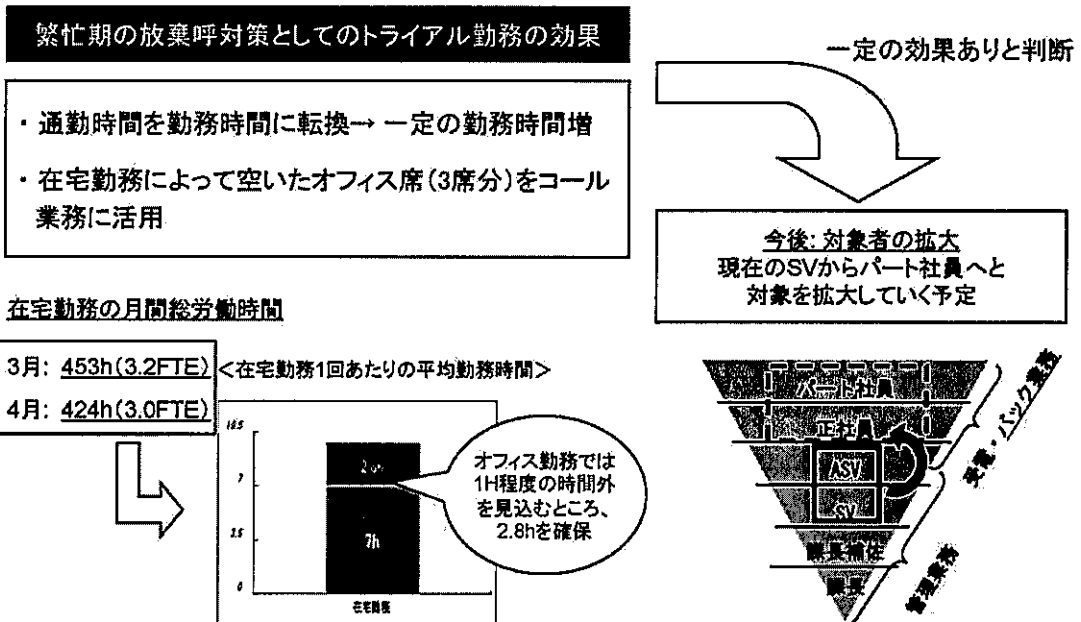 繁忙期の放棄呼対策としてのトライアル勤務の効果
一定の効果ありと判断
・通勤時間を勤務時間に転換→ 一定の勤務時間増
・在宅勤務によって空いたオフィス席(3席分)をコール
業務に活用
今後: 対象者の拡大
現在のSVからパート社員へと
対象を拡大していく予定
在宅勤務の月間総労働時間
3月: 453h(3.2FTE)
4月: 424h(3.0FTE)
<在宅勤務1回あたりの平均勤務時間>
10.5
7
3.5
0
7h
在宅勤務
オフィス勤務では
1H程度の時間外
を見込むところ、
2.8hを確保
パート社員
正社員
ASV
SV
課長補佐
課長
受電・バック業務
管理業務